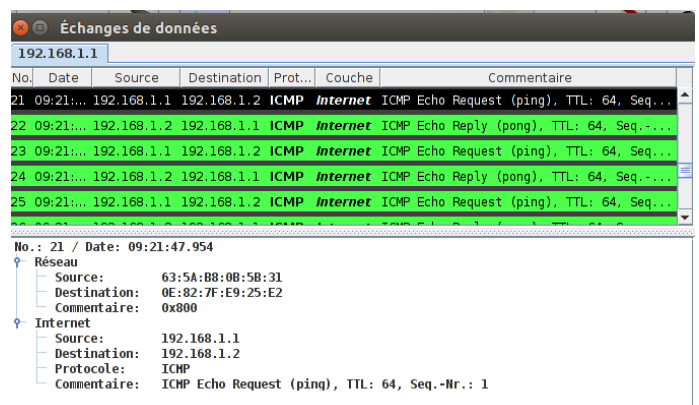 Échanges de données
192.168.1.1
No. Date Source Destination Prot... Couche Commentaire
21 09:21:... 192.168.1.1 192.168.1.2 ICMP Internet ICMP Echo Request (ping), TTL: 64, Seq...
22 09:21:... 192.168.1.2 192.168.1.1 ICMP Internet ICMP Echo Reply (pong), TTL: 64, Seq.-...
23 09:21:... 192.168.1.1 192.168.1.2 ICMP Internet ICMP Echo Request (ping), TTL: 64, Seq...
24 09:21:... 192.168.1.2 192.168.1.1 ICMP Internet ICMP Echo Reply (pong), TTL: 64, Seq.-...
25 09:21:... 192.168.1.1 192.168.1.2 ICMP Internet ICMP Echo Request (ping), TTL: 64, Seq...
No.: 21 / Date: 09:21:47.954
Réseau
Source: 63:5A:B8:0B:5B:31
Destination: 0E:82:7F:E9:25:E2
Commentaire: 0x800
Internet
Source: 192.168.1.1
Destination: 192.168.1.2
Protocole: ICMP
Commentaire: ICMP Echo Request (ping), TTL: 64, Seq.-Nr.: 1